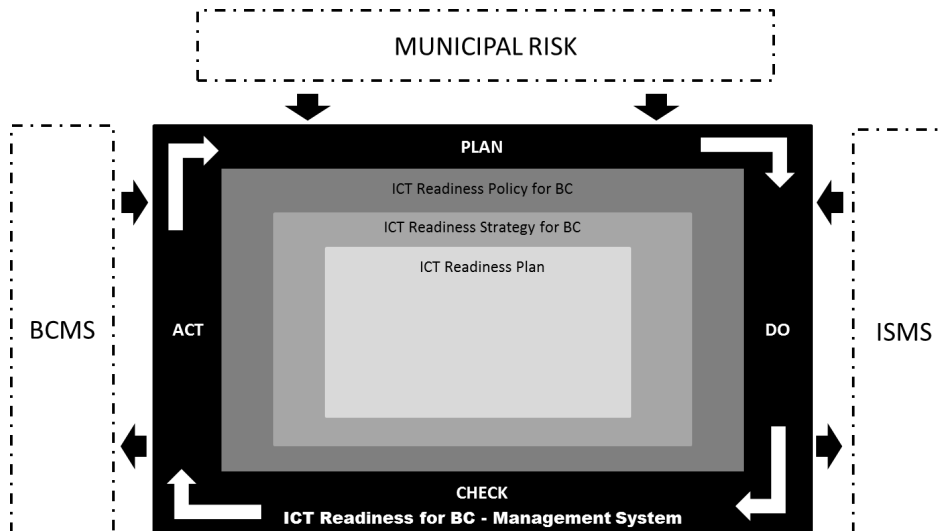 MUNICIPAL RISK
PLAN
ICT Readiness Policy for BC
ICT Readiness Strategy for BC
ICT Readiness Plan
BCMS
ACT
DO
ISMS
CHECK
ICT Readiness for BC - Management System